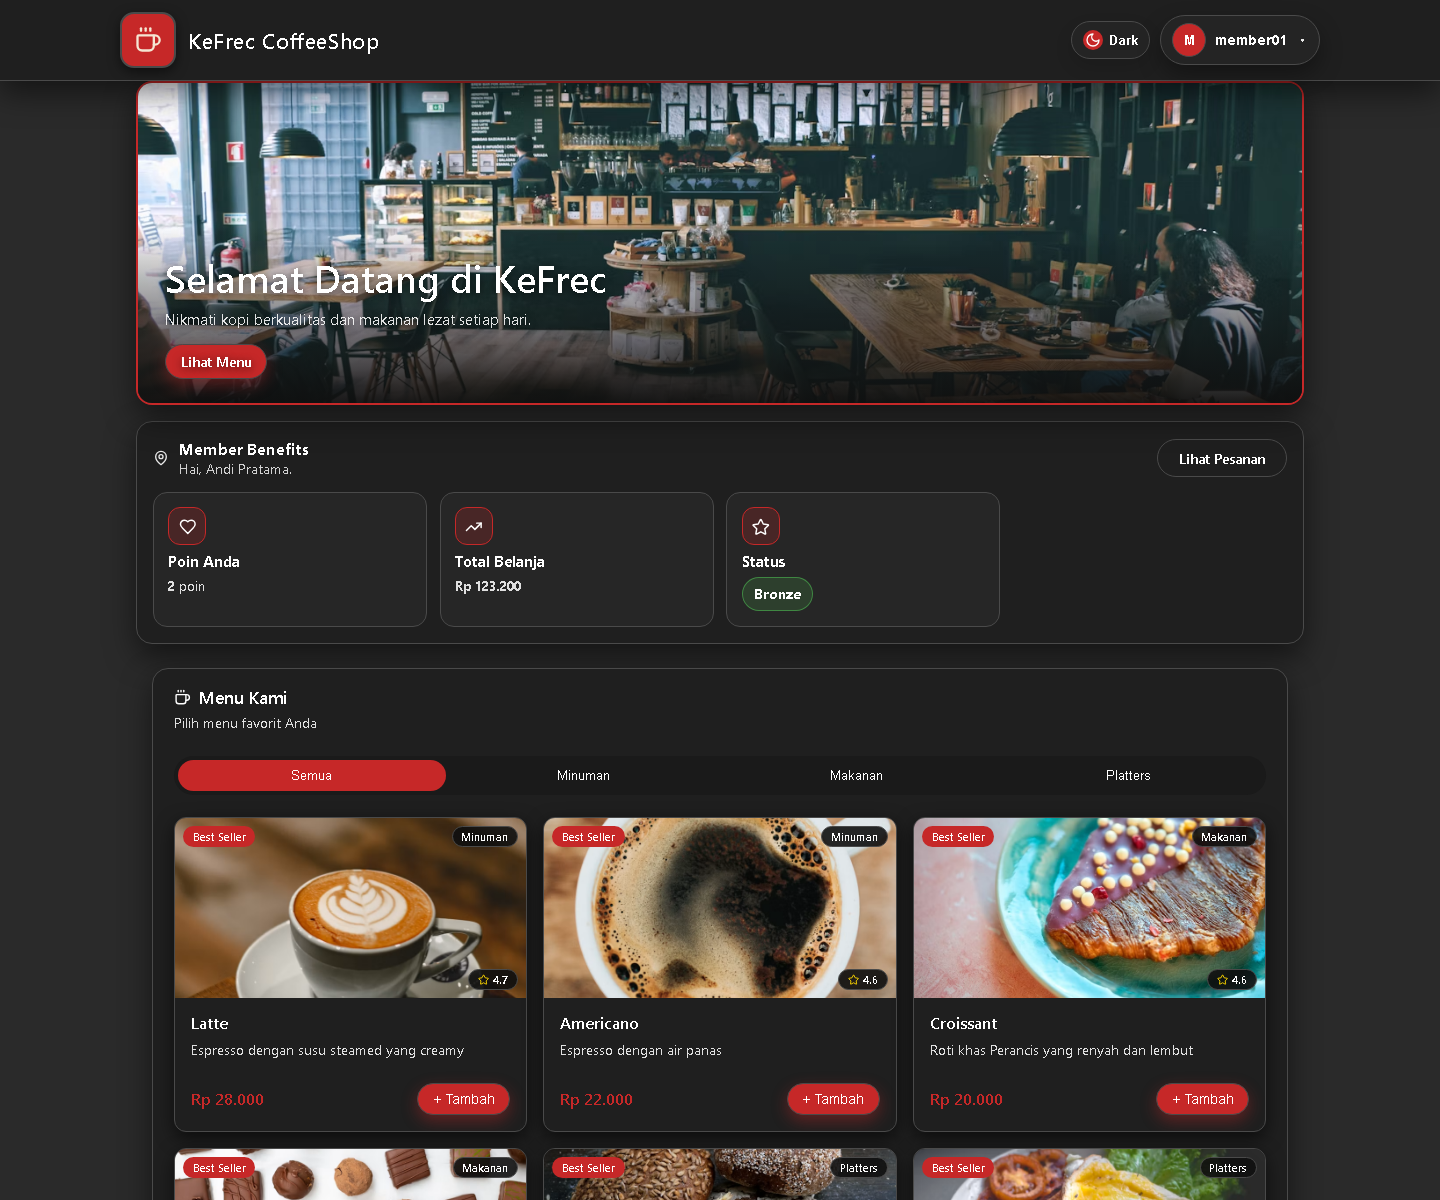 KeFrec CoffeeShop
Dark
M
member01
Selamat Datang di KeFrec
Nikmati kopi berkualitas dan makanan lezat setiap hari.
Lihat Menu
Member Benefits
Hai, Andi Pratama.
Lihat Pesanan
Poin Anda
2 poin
Total Belanja
Rp 123.200
Status
Bronze
Menu Kami
Pilih menu favorit Anda
Semua
Minuman
Makanan
Platters
Best Seller
Minuman
4.7
Latte
Espresso dengan susu steamed yang creamy
Rp 28.000
+ Tambah
Best Seller
Minuman
4.6
Americano
Espresso dengan air panas
Rp 22.000
+ Tambah
Best Seller
Makanan
4.6
Croissant
Roti khas Perancis yang renyah dan lembut
Rp 20.000
+ Tambah
Best Seller
Makanan
Best Seller
Platters
Best Seller
Platters